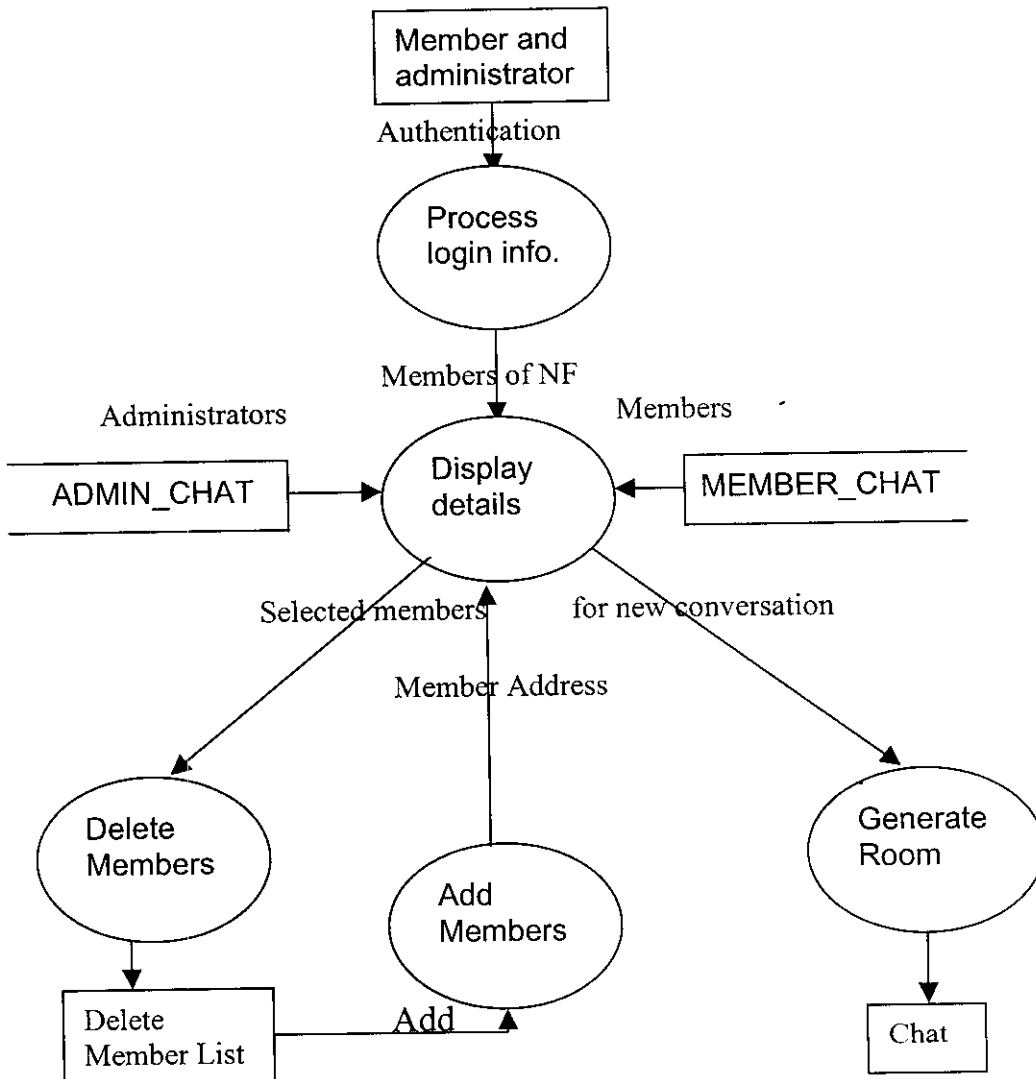 Member and
administrator
Authentication
Process
login info.
Members of NF
Administrators
Members
ADMIN_CHAT
Display
details
MEMBER_CHAT
Selected members
for new conversation
Member Address
Delete
Members
Add
Members
Generate
Room
Delete
Member List
Add
Chat